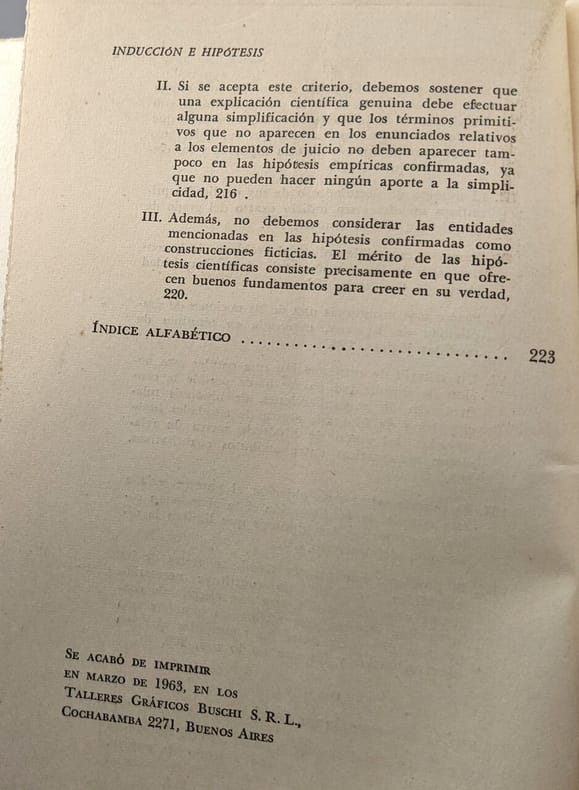 INDUCCIÓN E HIPÓTESIS
II. Si se acepta este criterio, debemos sostener que
una explicación científica genuina debe efectuar
alguna simplificación y que los términos primiti-
vos que no aparecen en los enunciados relativos
a los elementos de juicio no deben aparecer tam-
poco en las hipótesis empíricas confirmadas, ya
que no pueden hacer ningún aporte a la simpli-
cidad, 216 .
III. Además, no debemos considerar las entidades
mencionadas en las hipótesis confirmadas como
construcciones ficticias. El mérito de las hipó-
tesis científicas consiste precisamente en que ofre-
cen buenos fundamentos para creer en su verdad,
220.
ÍNDICE ALFABÉTICO .............................. 223
SE ACABÓ DE IMPRIMIR
EN MARZO DE 1963, EN LOS
TALLERES GRÁFICOS BUSCHI S. R. L.,
COCHABAMBA 2271, BUENOS AIRES